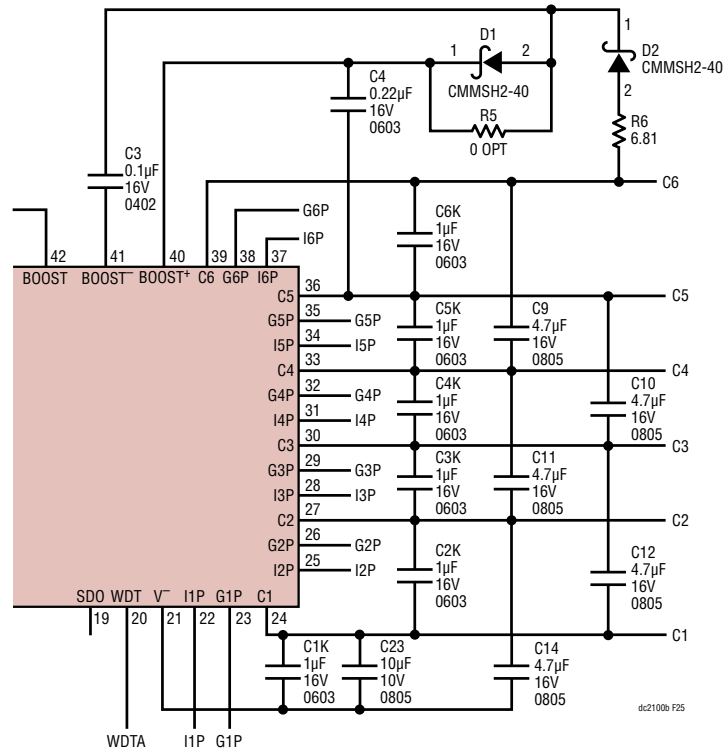 1
D1
1
2
D2
CMMSH2-40
CMMSH2-40
2
C4
0.22µF
16V
0603
R5
0 OPT
R6
6.81
C3
0.1µF
16V
0402
C6
G6P
I6P
C6K
1µF
16V
0603
42
41
40
39
38
37
BOOST
BOOST–
BOOST+
C6
G6P
I6P
C5
36
C5
G5P
35
G5P
I5P
34
I5P
C4
33
C4
G4P
32
G4P
I4P
31
I4P
C3
30
C3
G3P
29
G3P
I3P
28
I3P
C2
27
C2
G2P
26
G2P
I2P
25
I2P
C5K
1µF
16V
0603
C9
4.7µF
16V
0805
C4K
1µF
16V
0603
C10
4.7µF
16V
0805
C3K
1µF
16V
0603
C11
4.7µF
16V
0805
C2K
1µF
16V
0603
C12
4.7µF
16V
0805
SDO
WDT
V–
I1P
G1P
C1
19
20
21
22
23
24
C1
C1K
1µF
16V
0603
C23
10µF
10V
0805
C14
4.7µF
16V
0805
WDTA
I1P
G1P
dc2100b F25